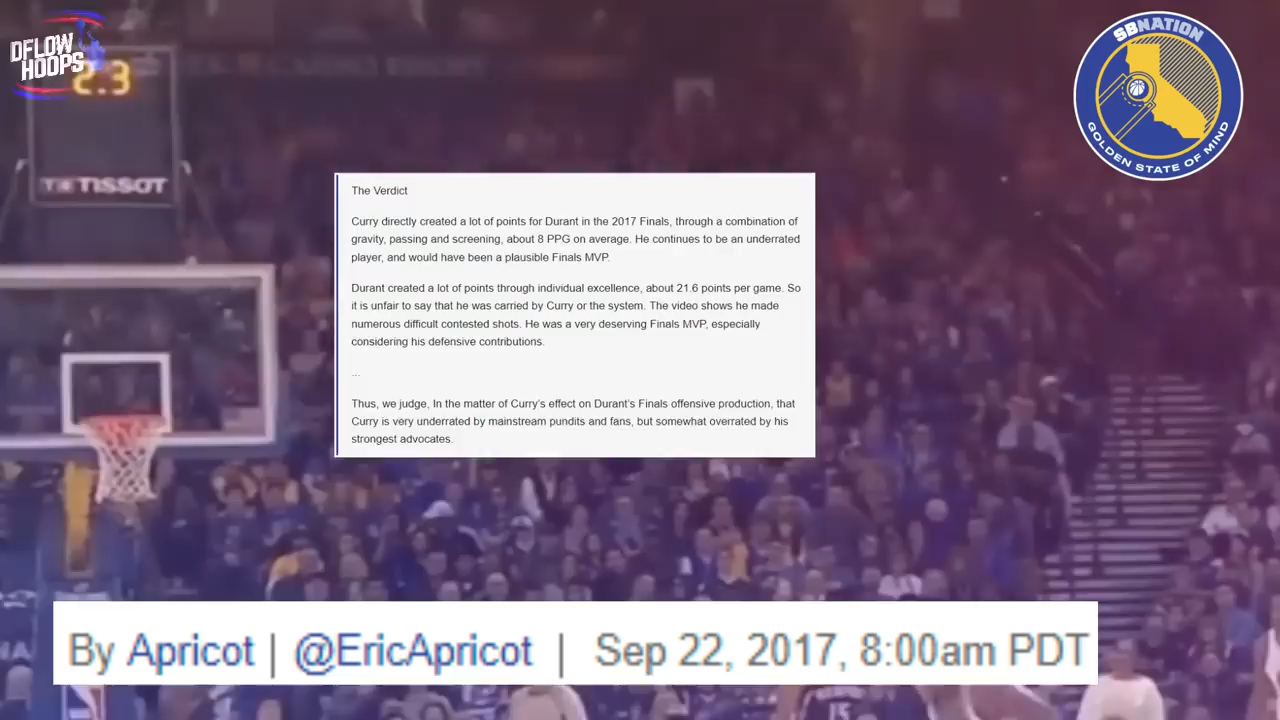 DFLOW
HOOPS
2.3
TISSOT
SBNATION
GOLDEN STATE OF MIND
The Verdict
Curry directly created a lot of points for Durant in the 2017 Finals, through a combination of
gravity, passing and screening, about 8 PPG on average. He continues to be an underrated
player, and would have been a plausible Finals MVP.
Durant created a lot of points through individual excellence, about 21.6 points per game. So
it is unfair to say that he was carried by Curry or the system. The video shows he made
numerous difficult contested shots. He was a very deserving Finals MVP, especially
considering his defensive contributions.
...
Thus, we judge, In the matter of Curry's effect on Durant's Finals offensive production, that
Curry is very underrated by mainstream pundits and fans, but somewhat overrated by his
strongest advocates.
By Apricot | @EricApricot | Sep 22, 2017, 8:00am PDT
15